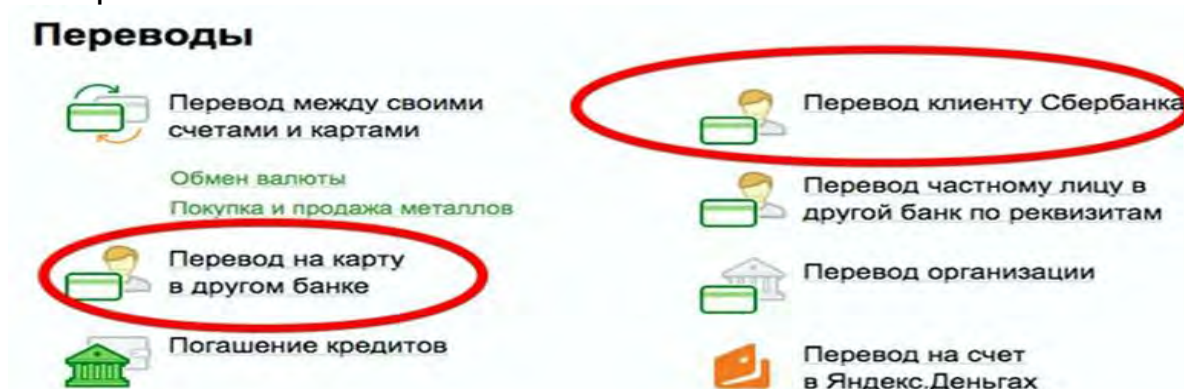 Переводы
Перевод между своими
счетами и картами
Обмен валюты
Покупка и продажа металлов
Перевод на карту
в другом банке
Погашение кредитов
Перевод клиенту Сбербанка
Перевод частному лицу в
другой банк по реквизитам
Перевод организации
Перевод на счет
в Яндекс.Деньгах